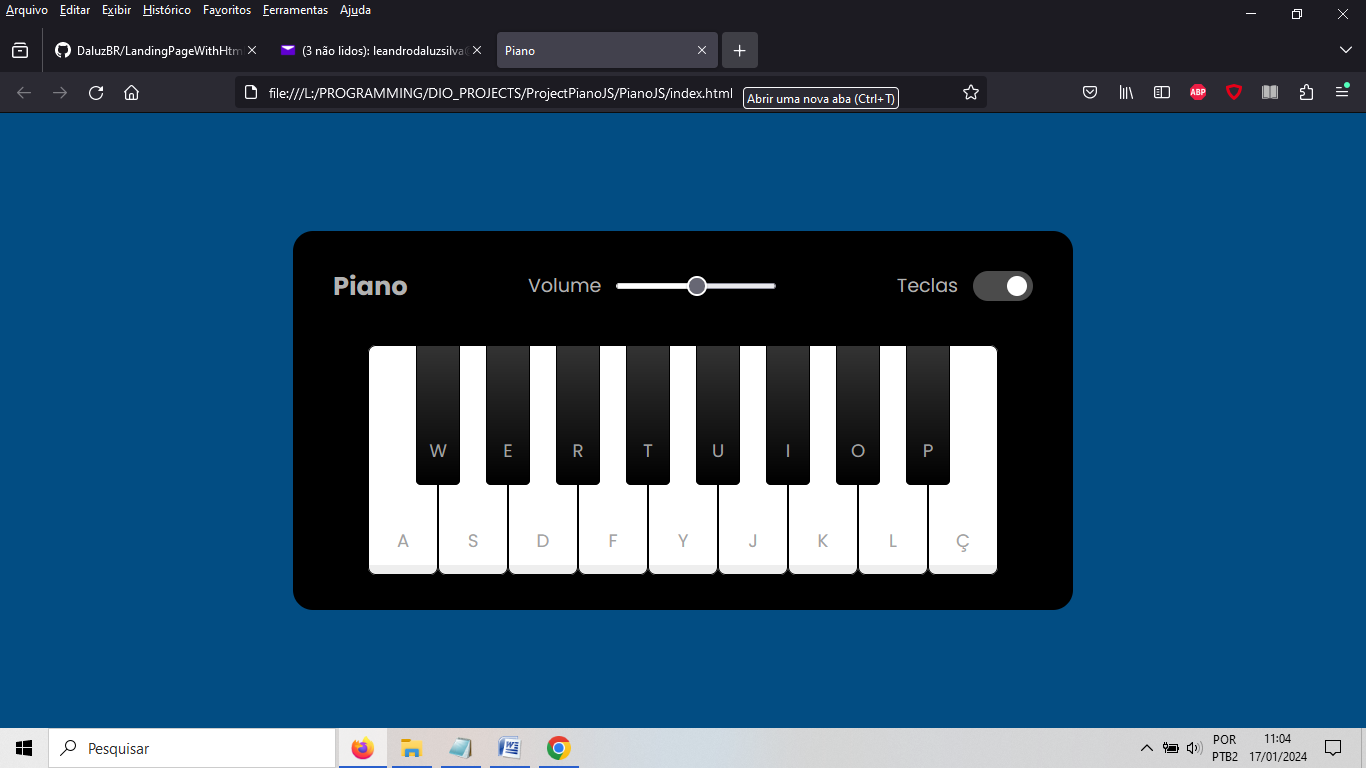 Arquivo Editar Exibir Histórico Favoritos Ferramentas Ajuda
DaluzBR/LandingPageWithHtm
(3 não lidos): leandrodaluzsilva
Piano
file:///L:/PROGRAMMING/DIO_PROJECTS/ProjectPianoJS/PianoJS/index.html
Abrir uma nova aba (Ctrl+T)
ABP
Piano
Volume
Teclas
W E R T U I O P
A S D F Y J K L Ç
Pesquisar
POR
PTB2
11:04
17/01/2024